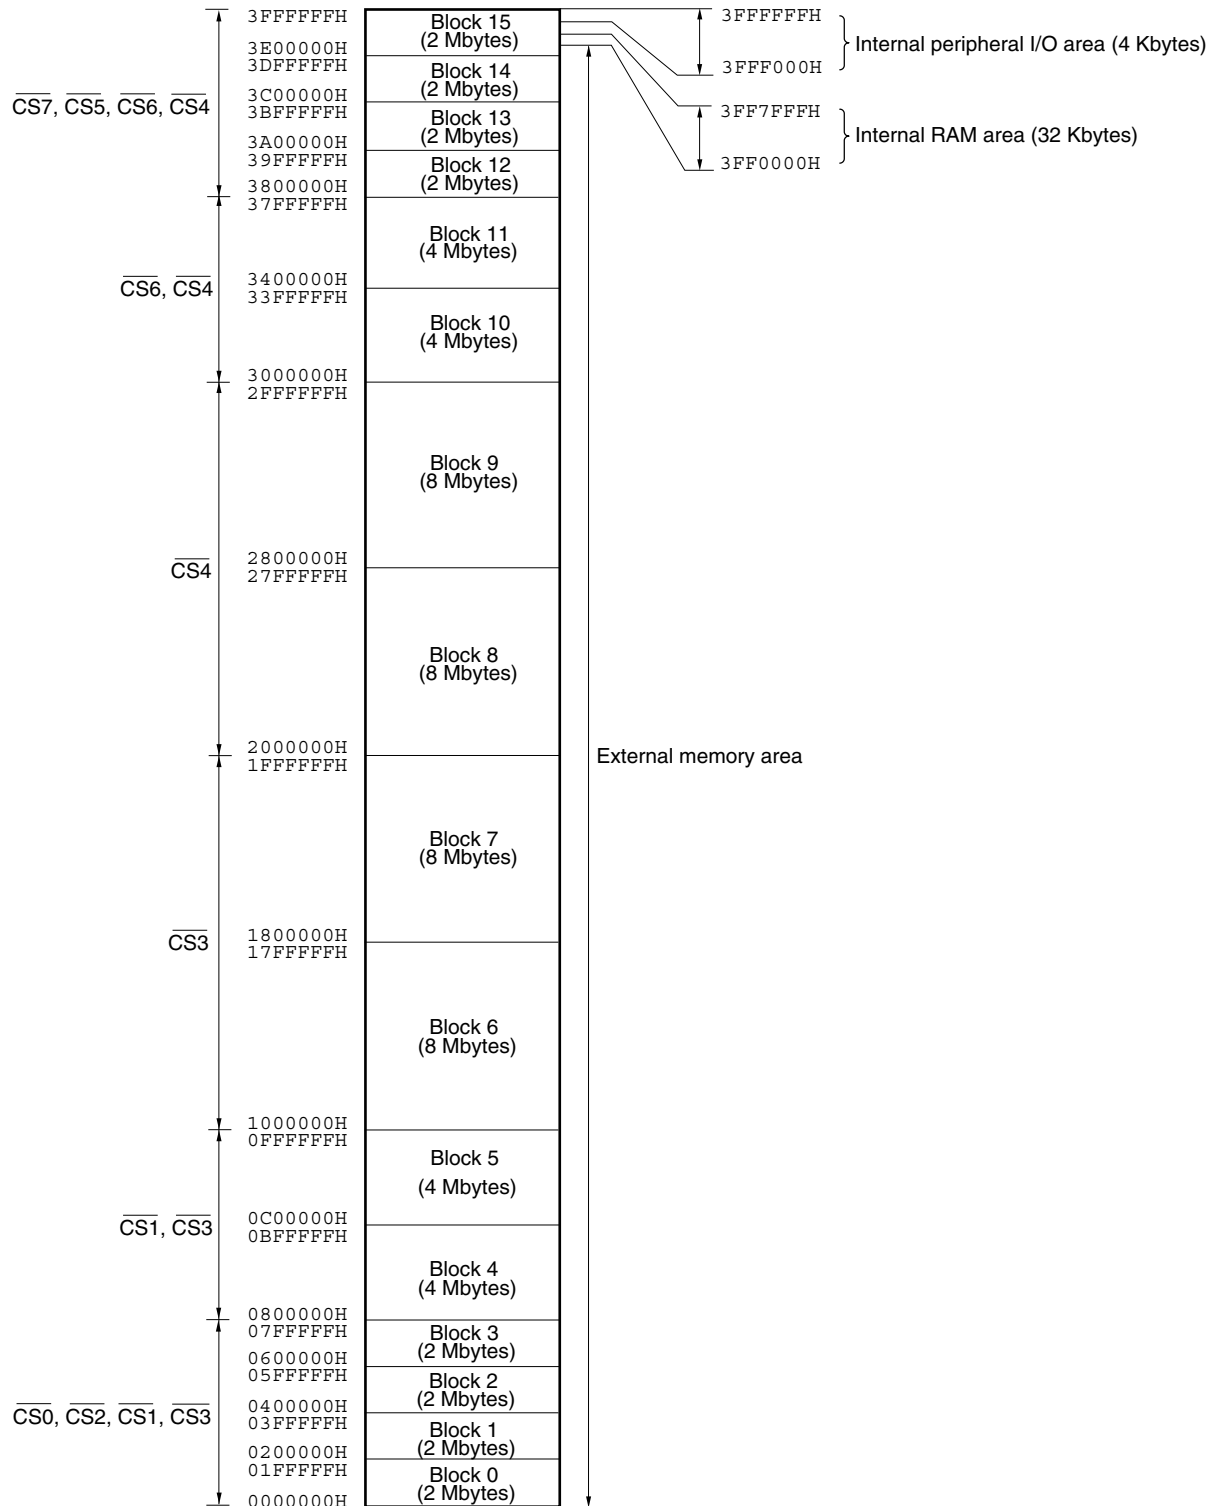 3FFFFFFH
Block 15
(2 Mbytes)
3E00000H
3DFFFFFH
Block 14
(2 Mbytes)
3C00000H
3BFFFFFH
Block 13
(2 Mbytes)
3A00000H
39FFFFFH
Block 12
(2 Mbytes)
3800000H
CS7, CS5, CS6, CS4
3FFFFFFH
3FFF000H
Internal peripheral I/O area (4 Kbytes)
3FF7FFFH
3FF0000H
Internal RAM area (32 Kbytes)
37FFFFFH
Block 11
(4 Mbytes)
3400000H
33FFFFFH
CS6, CS4
Block 10
(4 Mbytes)
3000000H
2FFFFFFH
Block 9
(8 Mbytes)
2800000H
27FFFFFH
CS4
Block 8
(8 Mbytes)
2000000H
1FFFFFFH
External memory area
Block 7
(8 Mbytes)
1800000H
17FFFFFH
CS3
Block 6
(8 Mbytes)
1000000H
0FFFFFFH
Block 5
(4 Mbytes)
0C00000H
0BFFFFFH
CS1, CS3
Block 4
(4 Mbytes)
0800000H
07FFFFFH
Block 3
(2 Mbytes)
0600000H
05FFFFFH
Block 2
(2 Mbytes)
0400000H
03FFFFFH
CS0, CS2, CS1, CS3
Block 1
(2 Mbytes)
0200000H
01FFFFFH
Block 0
(2 Mbytes)
0000000H